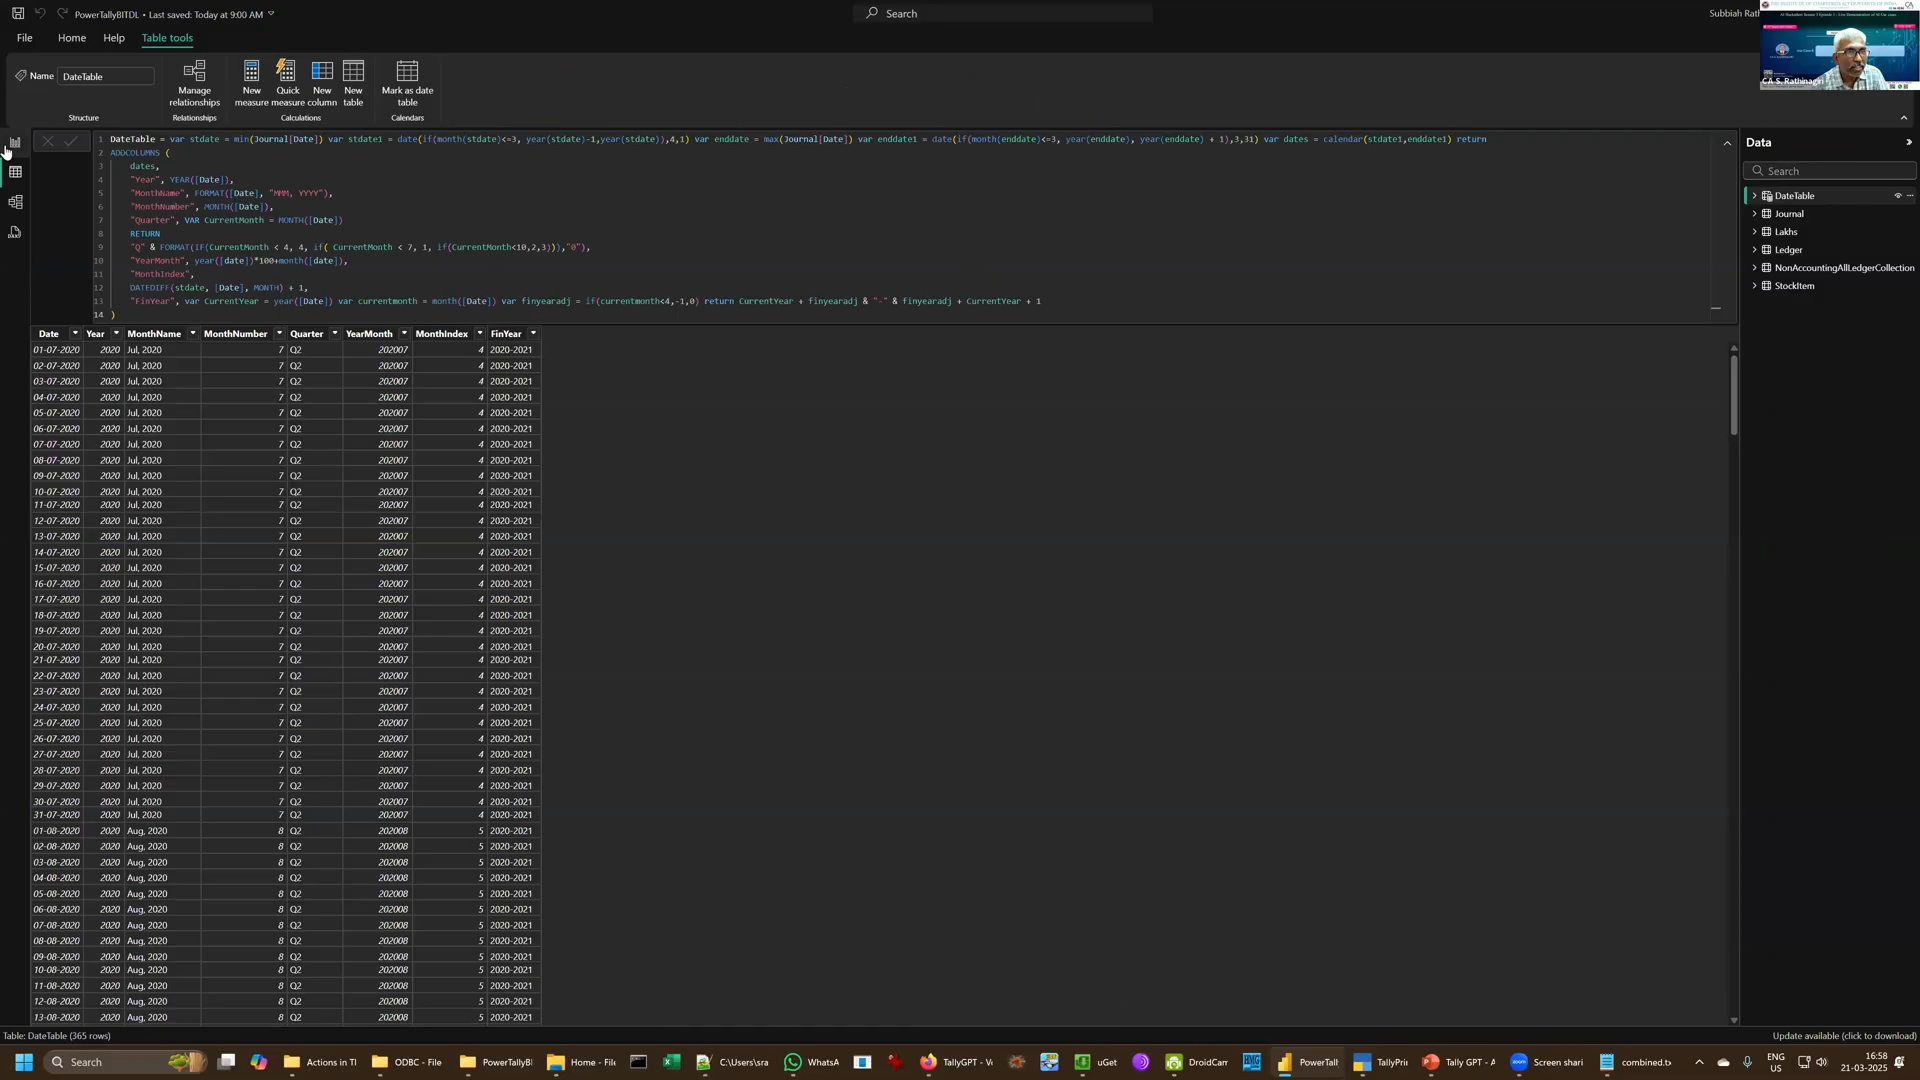 PowerTallyBITDL • Last saved: Today at 9:00 AM
Search
Subbiah Rat
File Home Help Table tools
Name DateTable
Manage relationships
New measure
Quick measure
New column
New table
Mark as date table
Structure Relationships Calculations Calendars
1 DateTable = var stdate = min(Journal[Date]) var stdate1 = date(if(month(stdate)<=3, year(stdate)-1,year(stdate)),4,1) var enddate = max(Journal[Date]) var enddate1 = date(if(month(enddate)<=3, year(enddate), year(enddate) + 1),3,31) var dates = calendar(stdate1,enddate1) return
2 ADDCOLUMNS (
3 dates,
4 "Year", YEAR([Date]),
5 "MonthName", FORMAT([Date], "MMM, YYYY"),
6 "MonthNumber", MONTH([Date]),
7 "Quarter", VAR CurrentMonth = MONTH([Date])
8 RETURN
9 "Q" & FORMAT(IF(CurrentMonth < 4, 4, if( CurrentMonth < 7, 1, if(CurrentMonth<10,2,3))),"0"),
10 "YearMonth", year([date])*100+month([date]),
11 "MonthIndex",
12 DATEDIFF(stdate, [Date], MONTH) + 1,
13 "FinYear", var CurrentYear = year([Date]) var currentmonth = month([Date]) var finyearadj = if(currentmonth<4,-1,0) return CurrentYear + finyearadj & "-" & finyearadj + CurrentYear + 1
14 )
Date Year MonthName MonthNumber Quarter YearMonth MonthIndex FinYear
01-07-2020 2020 Jul, 2020 7 Q2 202007 4 2020-2021
02-07-2020 2020 Jul, 2020 7 Q2 202007 4 2020-2021
03-07-2020 2020 Jul, 2020 7 Q2 202007 4 2020-2021
04-07-2020 2020 Jul, 2020 7 Q2 202007 4 2020-2021
05-07-2020 2020 Jul, 2020 7 Q2 202007 4 2020-2021
06-07-2020 2020 Jul, 2020 7 Q2 202007 4 2020-2021
07-07-2020 2020 Jul, 2020 7 Q2 202007 4 2020-2021
08-07-2020 2020 Jul, 2020 7 Q2 202007 4 2020-2021
09-07-2020 2020 Jul, 2020 7 Q2 202007 4 2020-2021
10-07-2020 2020 Jul, 2020 7 Q2 202007 4 2020-2021
11-07-2020 2020 Jul, 2020 7 Q2 202007 4 2020-2021
12-07-2020 2020 Jul, 2020 7 Q2 202007 4 2020-2021
13-07-2020 2020 Jul, 2020 7 Q2 202007 4 2020-2021
14-07-2020 2020 Jul, 2020 7 Q2 202007 4 2020-2021
15-07-2020 2020 Jul, 2020 7 Q2 202007 4 2020-2021
16-07-2020 2020 Jul, 2020 7 Q2 202007 4 2020-2021
17-07-2020 2020 Jul, 2020 7 Q2 202007 4 2020-2021
18-07-2020 2020 Jul, 2020 7 Q2 202007 4 2020-2021
19-07-2020 2020 Jul, 2020 7 Q2 202007 4 2020-2021
20-07-2020 2020 Jul, 2020 7 Q2 202007 4 2020-2021
21-07-2020 2020 Jul, 2020 7 Q2 202007 4 2020-2021
22-07-2020 2020 Jul, 2020 7 Q2 202007 4 2020-2021
23-07-2020 2020 Jul, 2020 7 Q2 202007 4 2020-2021
24-07-2020 2020 Jul, 2020 7 Q2 202007 4 2020-2021
25-07-2020 2020 Jul, 2020 7 Q2 202007 4 2020-2021
26-07-2020 2020 Jul, 2020 7 Q2 202007 4 2020-2021
27-07-2020 2020 Jul, 2020 7 Q2 202007 4 2020-2021
28-07-2020 2020 Jul, 2020 7 Q2 202007 4 2020-2021
29-07-2020 2020 Jul, 2020 7 Q2 202007 4 2020-2021
30-07-2020 2020 Jul, 2020 7 Q2 202007 4 2020-2021
31-07-2020 2020 Jul, 2020 7 Q2 202007 4 2020-2021
01-08-2020 2020 Aug, 2020 8 Q2 202008 5 2020-2021
02-08-2020 2020 Aug, 2020 8 Q2 202008 5 2020-2021
03-08-2020 2020 Aug, 2020 8 Q2 202008 5 2020-2021
04-08-2020 2020 Aug, 2020 8 Q2 202008 5 2020-2021
05-08-2020 2020 Aug, 2020 8 Q2 202008 5 2020-2021
06-08-2020 2020 Aug, 2020 8 Q2 202008 5 2020-2021
07-08-2020 2020 Aug, 2020 8 Q2 202008 5 2020-2021
08-08-2020 2020 Aug, 2020 8 Q2 202008 5 2020-2021
09-08-2020 2020 Aug, 2020 8 Q2 202008 5 2020-2021
10-08-2020 2020 Aug, 2020 8 Q2 202008 5 2020-2021
11-08-2020 2020 Aug, 2020 8 Q2 202008 5 2020-2021
12-08-2020 2020 Aug, 2020 8 Q2 202008 5 2020-2021
13-08-2020 2020 Aug, 2020 8 Q2 202008 5 2020-2021
Table: DateTable (365 rows)
Data
Search
DateTable
Journal
Lakhs
Ledger
NonAccountingAllLedgerCollection
StockItem
CA S. Rathinagiri
Update available (click to download)
Search
Actions in Tl
ODBC - File
PowerTallyBI
Home - File
C:\Users\sra
WhatsA
TallyGPT - V
uGet
DroidCam
PowerTall
TallyPri
Tally GPT - A
Screen shari
combined.tx
ENG
US
16:58
21-03-2025